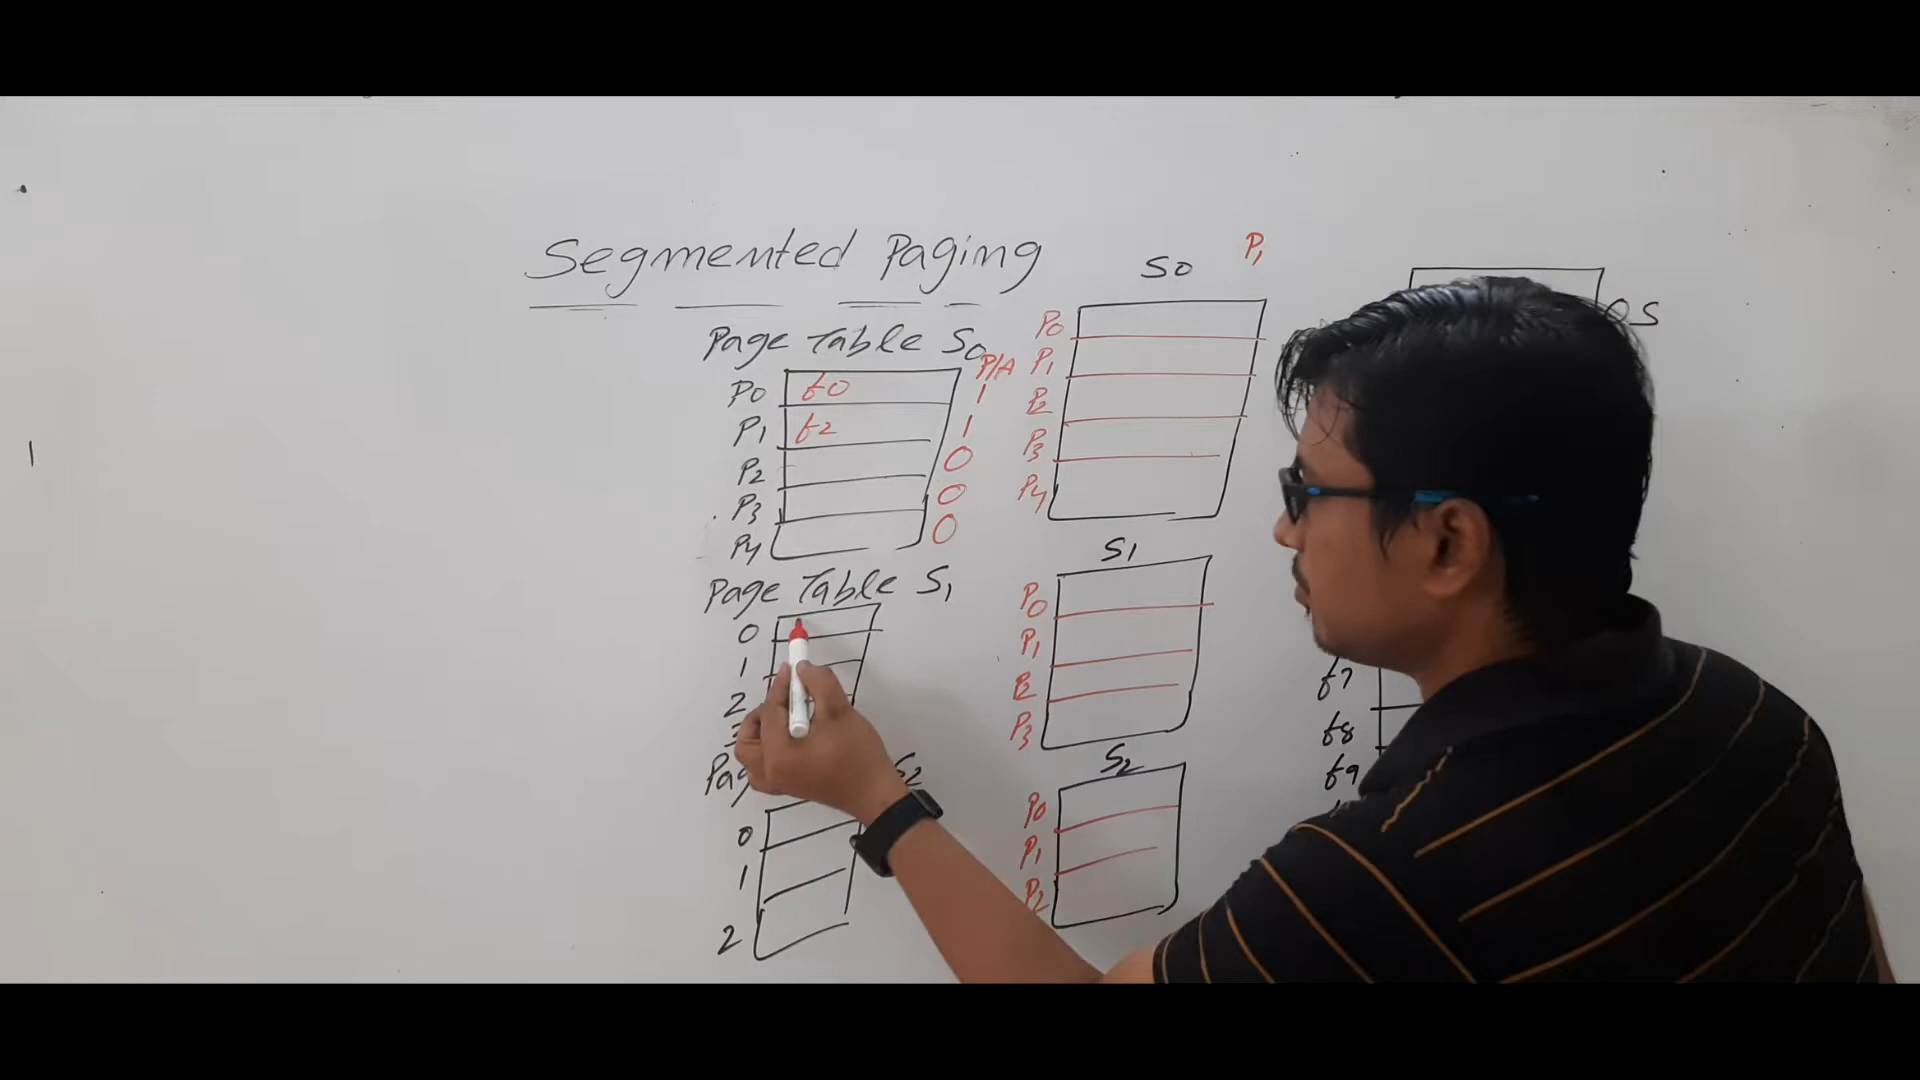 Segmented Paging
Page Table S0
P/A
P0 f0 1
P1 f2 1
P2 0
P3 0
P4 0
Page Table S1
0
1
2
3
S2
0
1
2
S0 P1
P0
P1
P2
P3
P4
S1
P0
P1
P2
P3
S2
P0
P1
P2
OS
f7
f8
f9